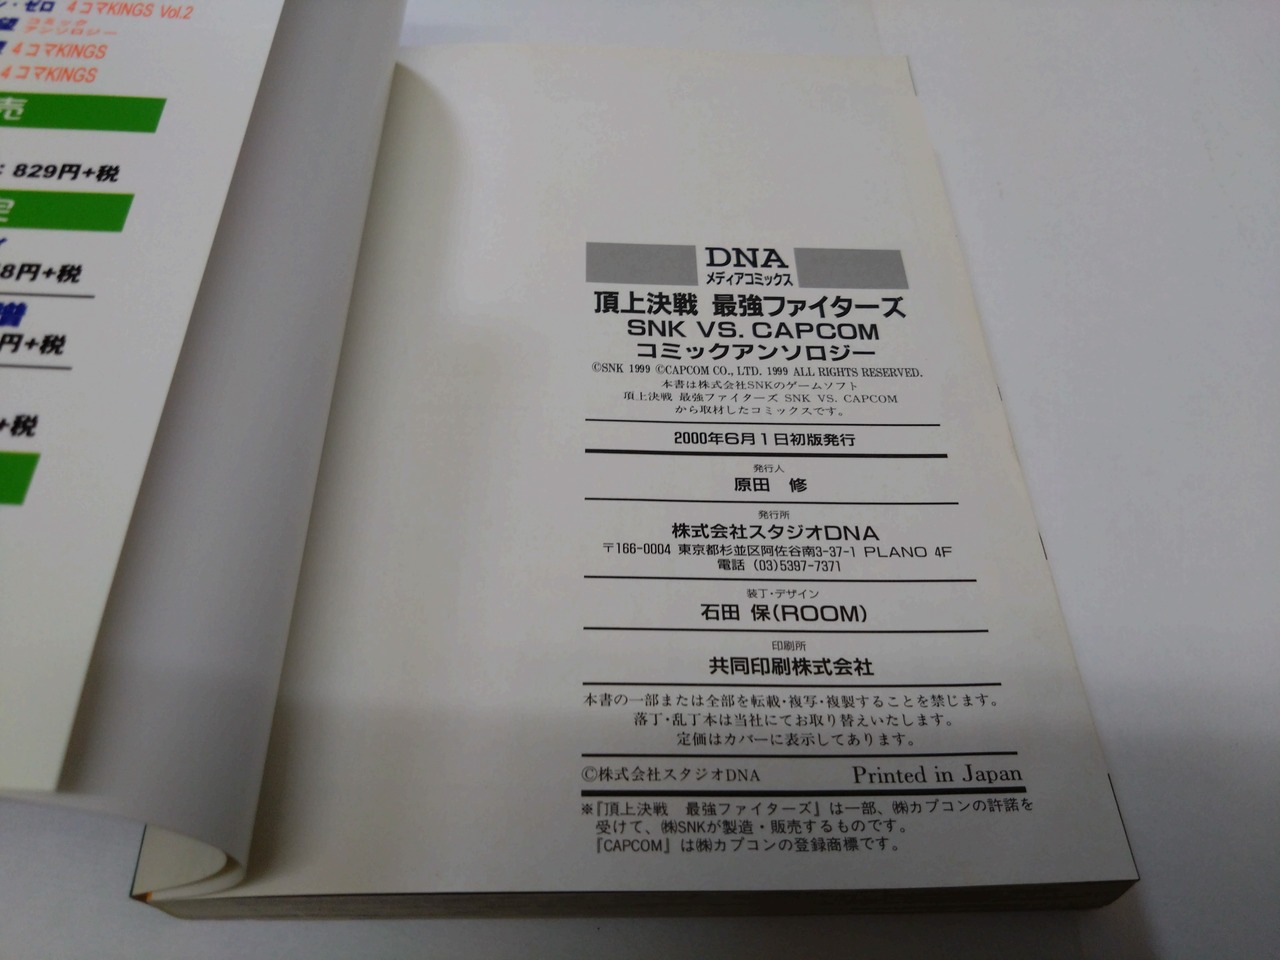 ン・ゼロ 4コマKINGS Vol.2
望 コミックアンソロジー
4コマKINGS
4コマKINGS
売
829円+税
定
8円+税
増
円+税
+税
DNA
メディアコミックス
頂上決戦 最強ファイターズ
SNK VS. CAPCOM
コミックアンソロジー
©SNK 1999 ©CAPCOM CO., LTD. 1999 ALL RIGHTS RESERVED.
本書は株式会社SNKのゲームソフト
頂上決戦 最強ファイターズ SNK VS. CAPCOM
から取材したコミックスです。
2000年6月1日初版発行
発行人
原田 修
発行所
株式会社スタジオDNA
〒166-0004 東京都杉並区阿佐谷南3-37-1 PLANO 4F
電話 (03)5397-7371
装丁・デザイン
石田 保(ROOM)
印刷所
共同印刷株式会社
本書の一部または全部を転載・複写・複製することを禁じます。
落丁・乱丁本は当社にてお取り替えいたします。
定価はカバーに表示してあります。
©株式会社スタジオDNA Printed in Japan
※『頂上決戦 最強ファイターズ』は一部、㈱カプコンの許諾を
受けて、㈱SNKが製造・販売するものです。
『CAPCOM』は㈱カプコンの登録商標です。